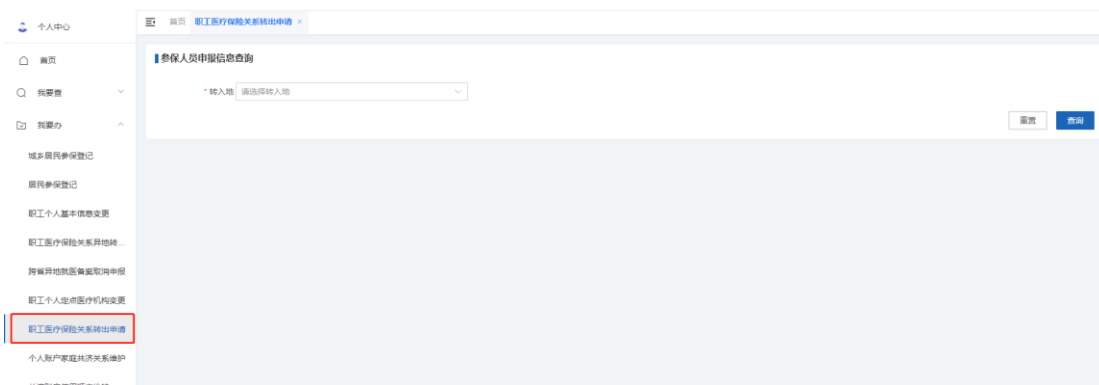 个人中心
首页 职工医疗保险关系转出申请 ×
参保人员申报信息查询
* 转入地 请选择转入地
重置 查询
首页
我要查
我要办
城乡居民参保登记
居民参保登记
职工个人基本信息变更
职工医疗保险关系异地转...
跨省异地就医备案取消申报
职工个人定点医疗机构变更
职工医疗保险关系转出申请
个人账户家庭共济关系维护